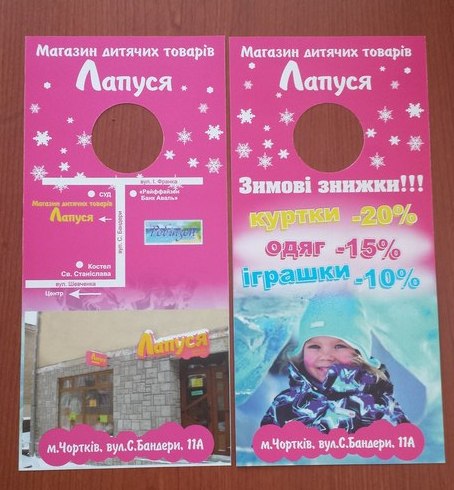 Магазин дитячих товарів
Лапуся
вул. І. Франка
СУД
«Райффайзен
Банк Аваль»
Магазин дитячих товарів
Лапуся
вул. С. Бандери
Костел
Св. Станіслава
вул. Шевченка
Центр
Лапуся
Лапуся
м.Чортків, вул.С.Бандери, 11А
Магазин дитячих товарів
Лапуся
Зимові знижки!!!
куртки -20%
одяг -15%
іграшки -10%
м.Чортків, вул.С.Бандери, 11А